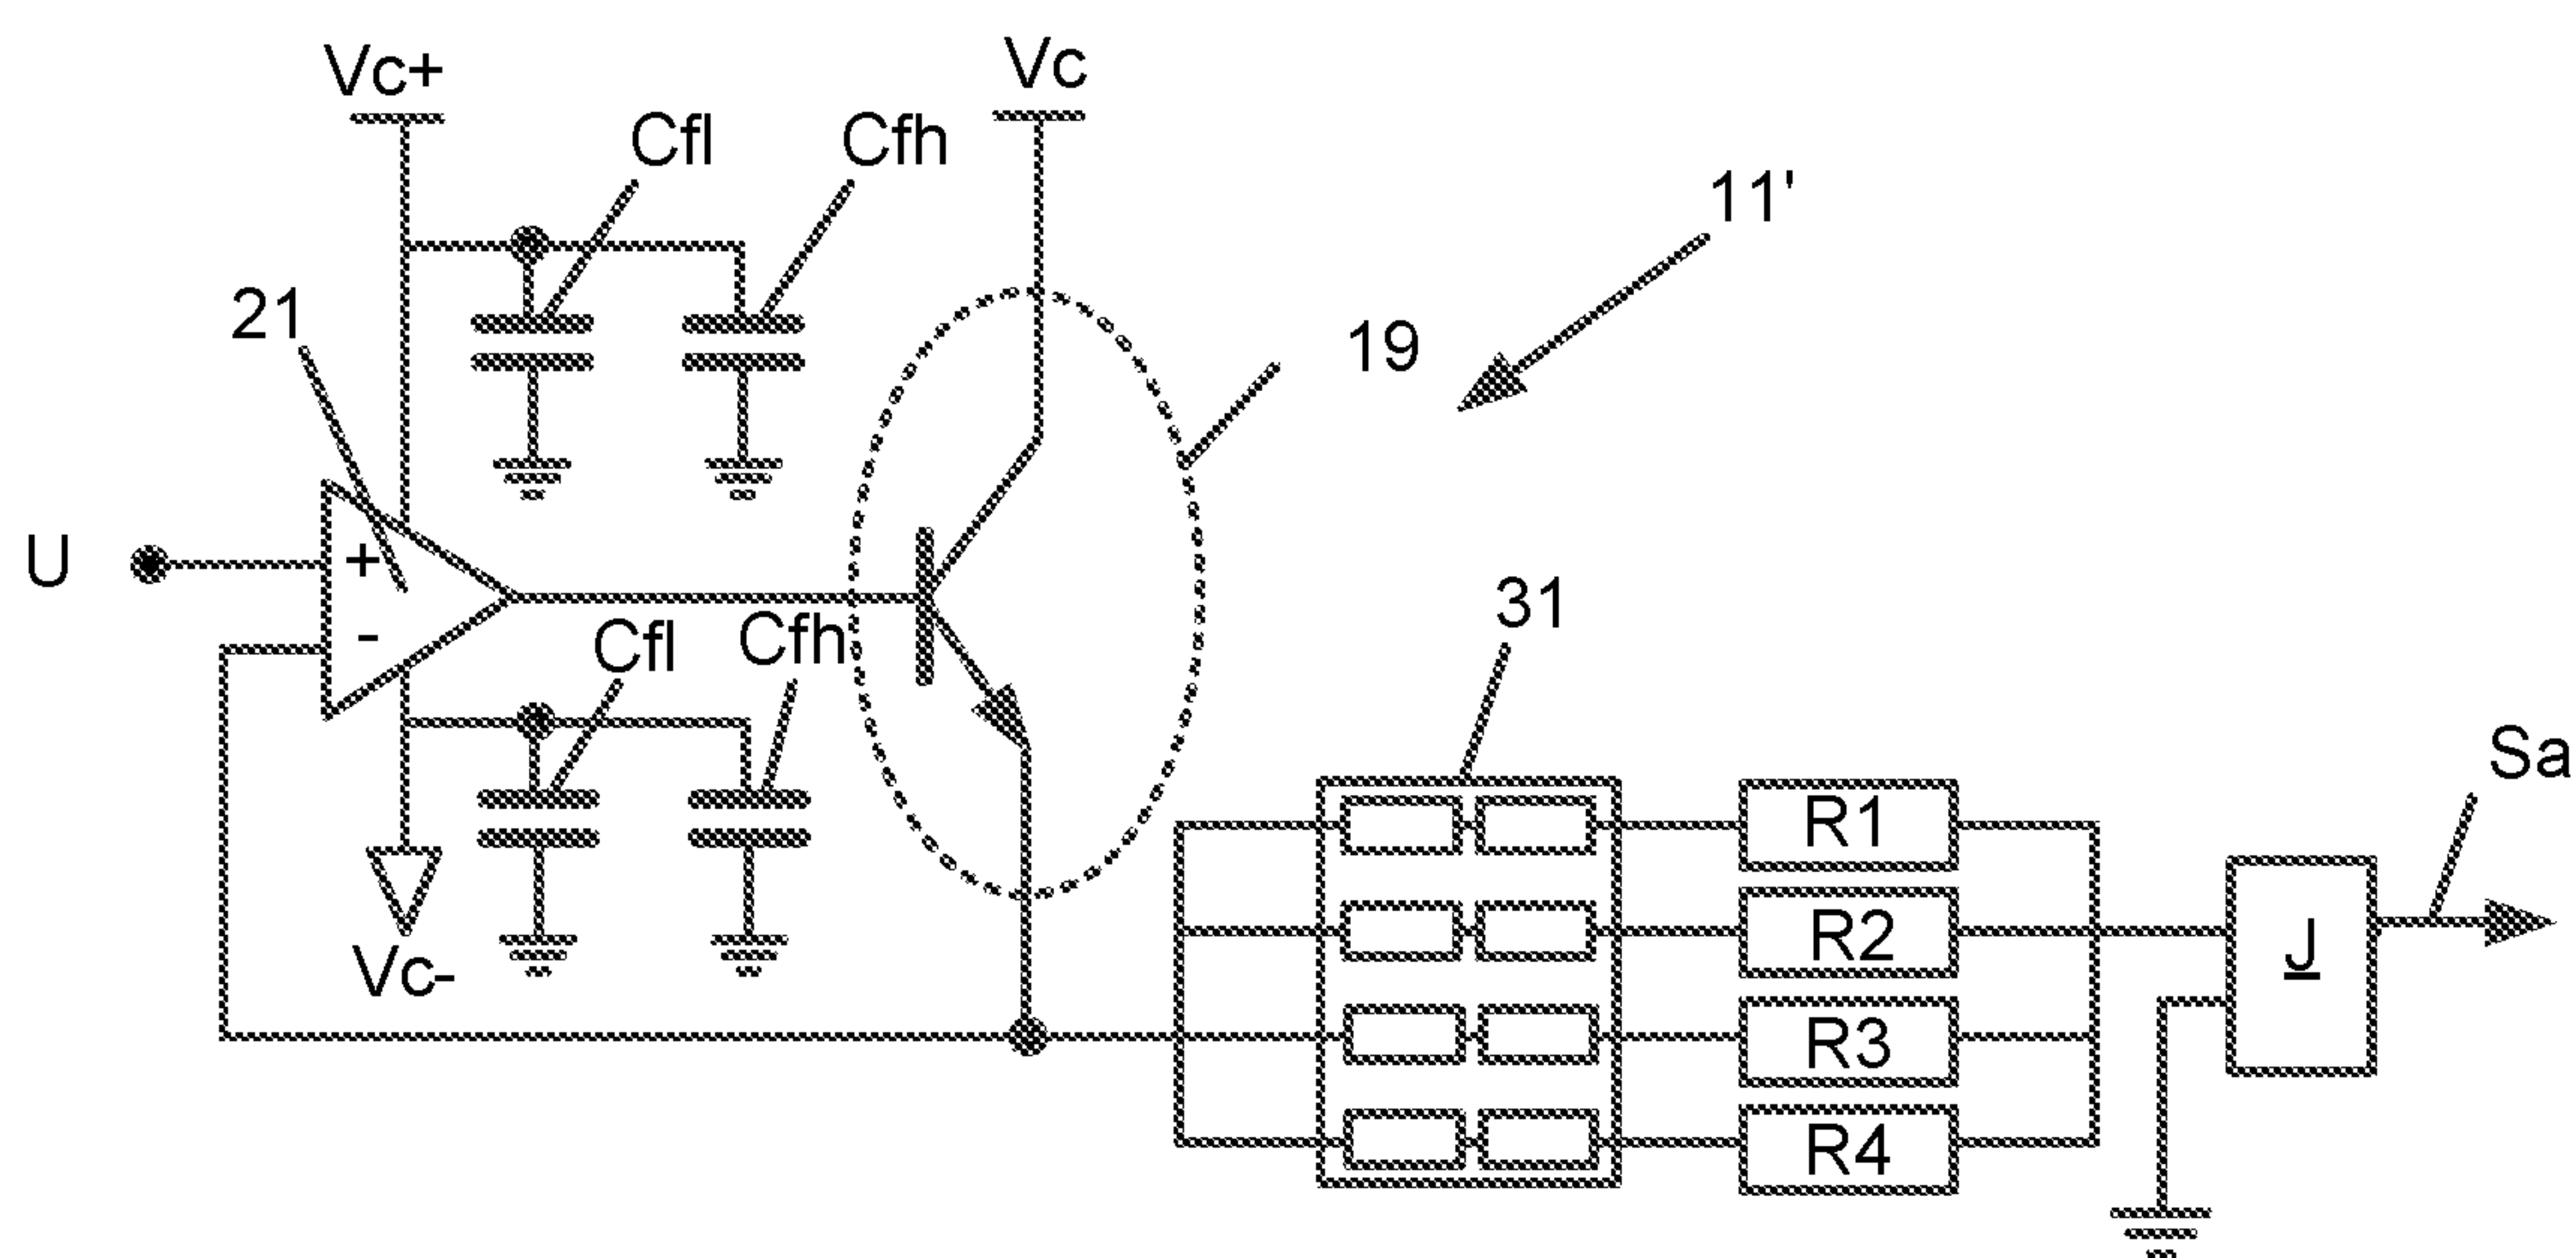 Vc+
Vc
Cfl
Cfh
11'
21
19
U
+
-
Cfl
Cfh
31
Sa
R1
R2
J
Vc-
R3
R4